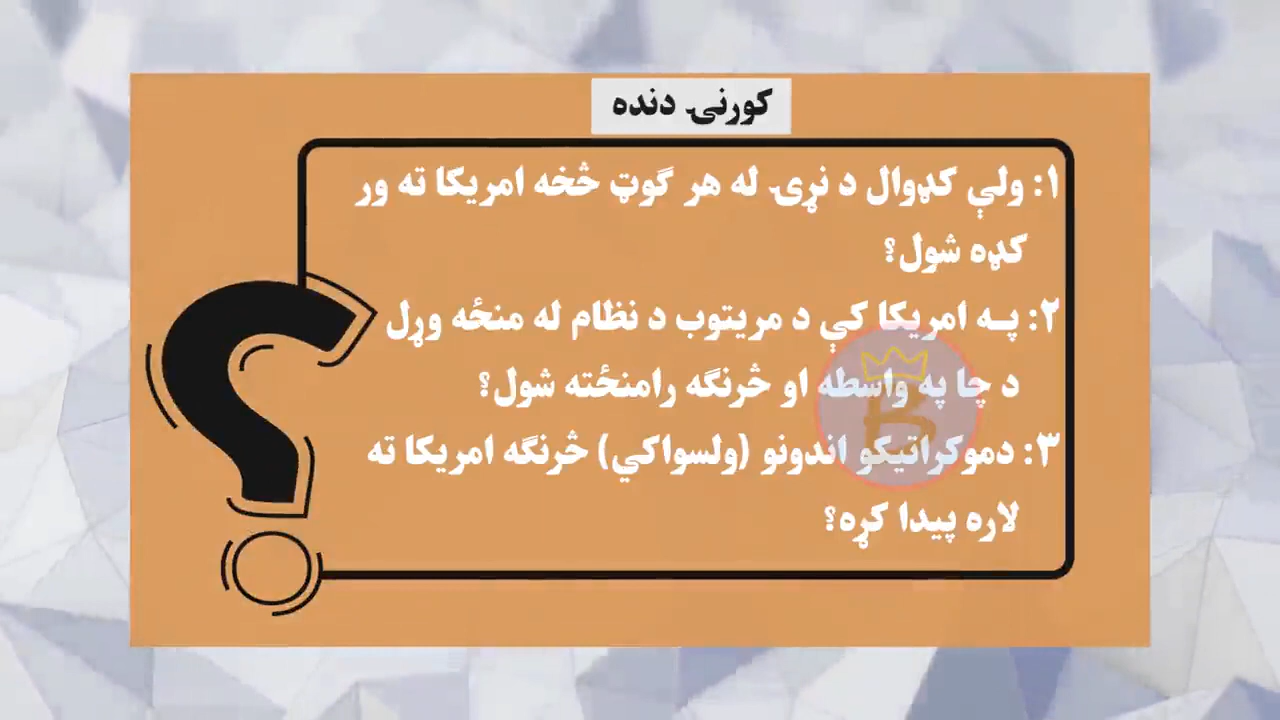 کورنۍ دنده
۱: ولې کډوال د نړۍ له هر ګوټ څخه امریکا ته ور
کډه شول؟
۲: په امریکا کې د مریتوب د نظام له منځه وړل
د چا په واسطه او څرنګه رامنځته شول؟
۳: دموکراتیکو اندونو (ولسواکي) څرنګه امریکا ته
لاره پیدا کړه؟
B